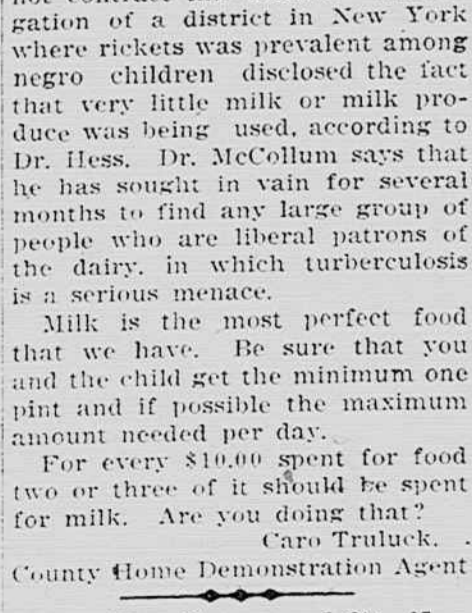 not contract
gation of a district in New York
where rickets was prevalent among
negro children disclosed the fact
that very little milk or milk pro-
duce was being used, according to
Dr. Hess. Dr. McCollum says that
he has sought in vain for several
months to find any large group of
people who are liberal patrons of
the dairy, in which turberculosis
is a serious menace.
Milk is the most perfect food
that we have. Be sure that you
and the child get the minimum one
pint and if possible the maximum
amount needed per day.
For every $10.00 spent for food
two or three of it should be spent
for milk. Are you doing that?
Caro Truluck.
County Home Demonstration Agent